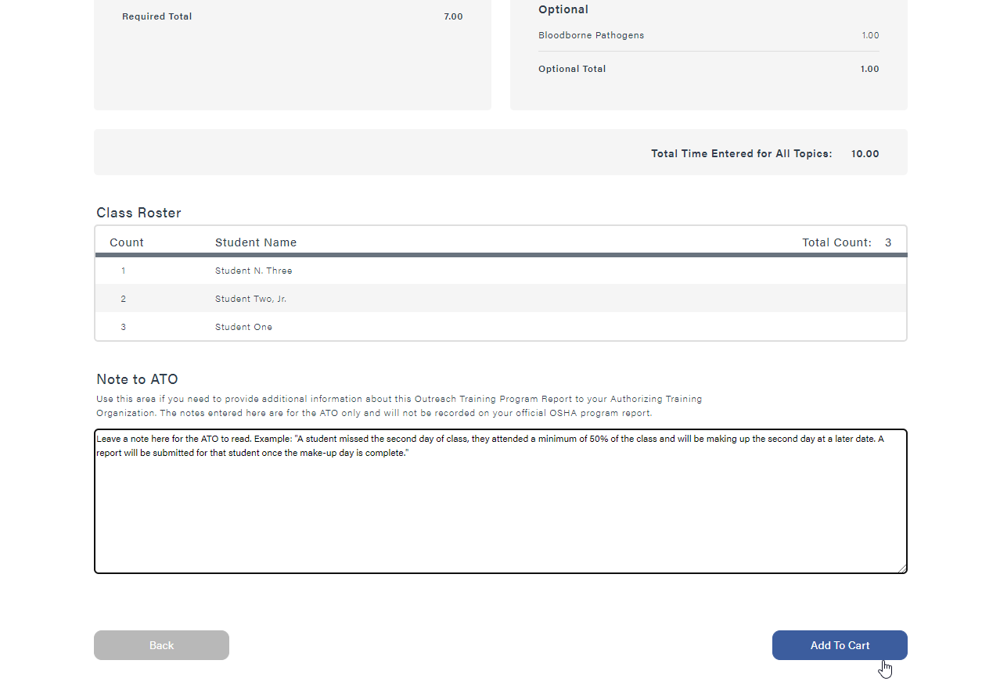 Required Total 7.00
Optional
Bloodborne Pathogens 1.00
Optional Total 1.00
Total Time Entered for All Topics: 10.00
Class Roster
Count Student Name Total Count: 3
1 Student N. Three
2 Student Two, Jr.
3 Student One
Note to ATO
Use this area if you need to provide additional information about this Outreach Training Program Report to your Authorizing Training
Organization. The notes entered here are for the ATO only and will not be recorded on your official OSHA program report.
Leave a note here for the ATO to read. Example: "A student missed the second day of class, they attended a minimum of 50% of the class and will be making up the second day at a later date. A
report will be submitted for that student once the make-up day is complete."
Back Add To Cart